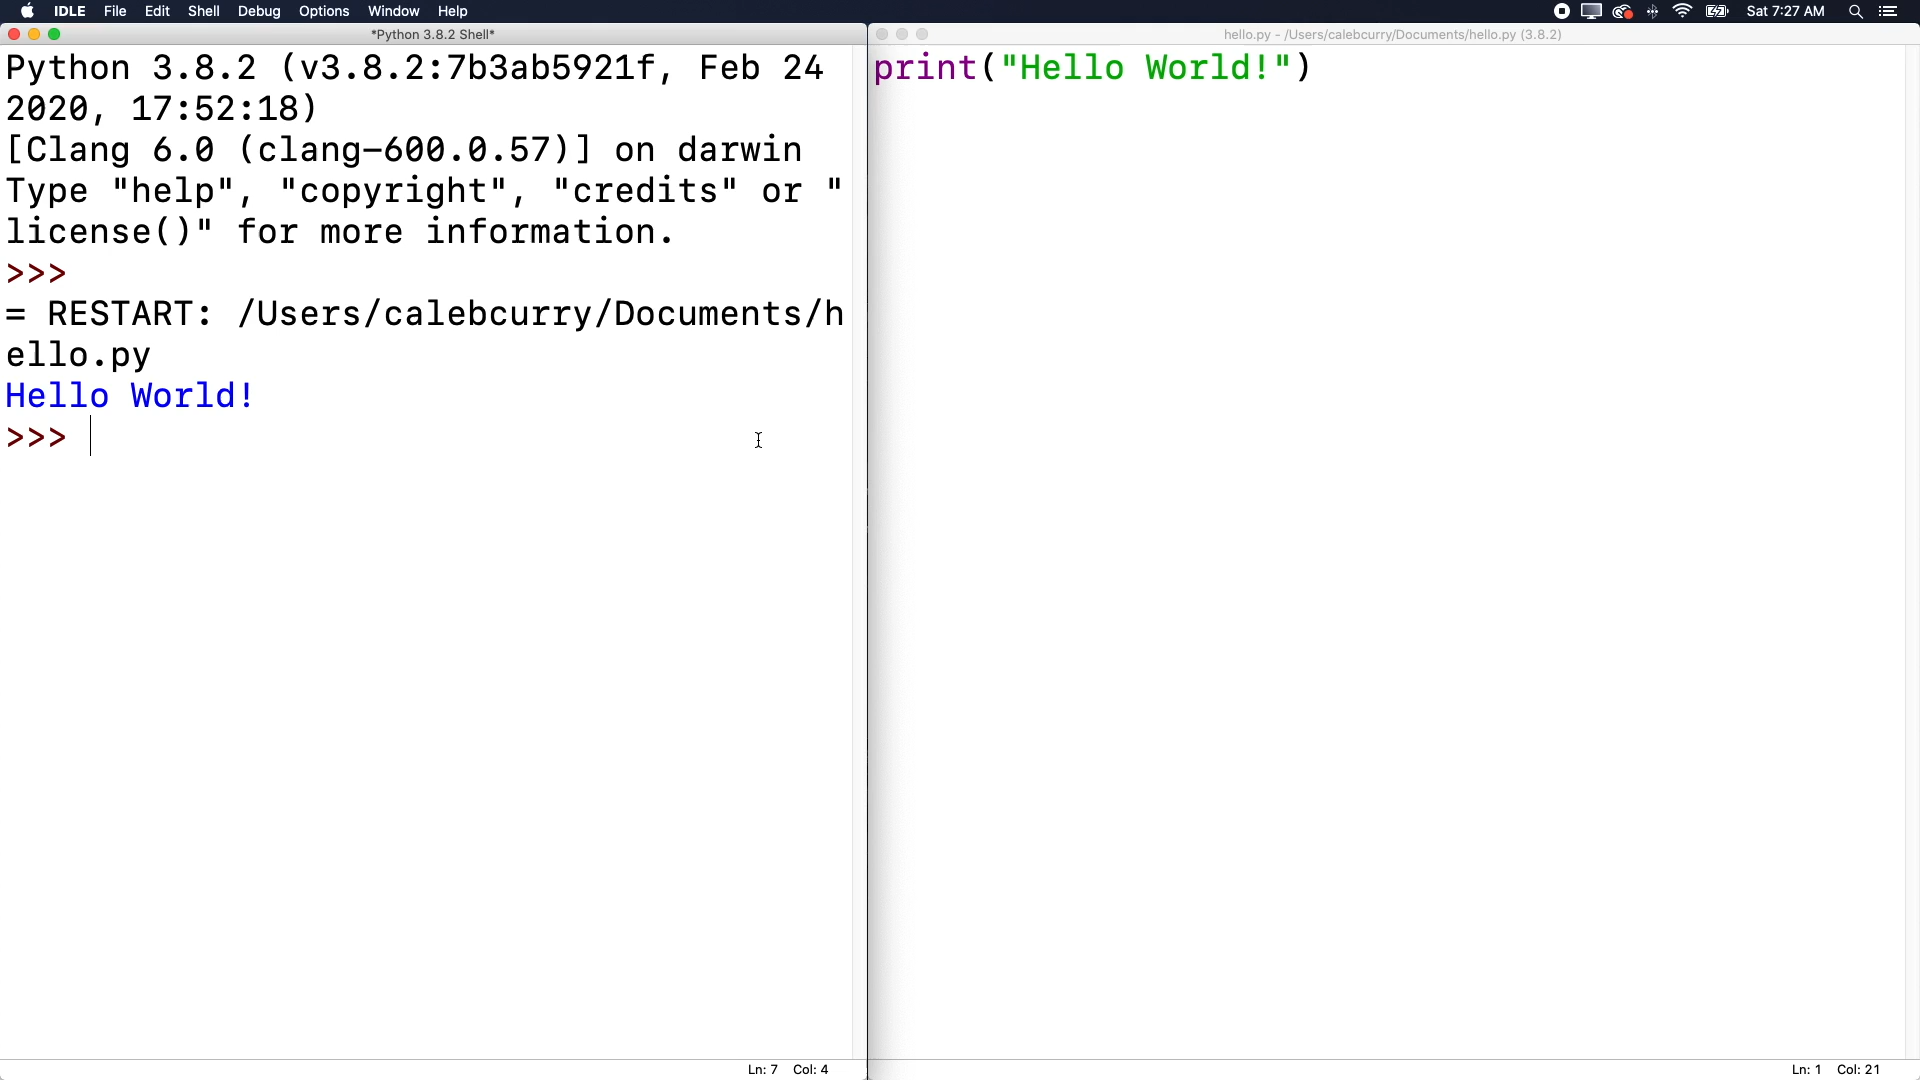 IDLE File Edit Shell Debug Options Window Help Sat 7:27 AM
*Python 3.8.2 Shell*
Python 3.8.2 (v3.8.2:7b3ab5921f, Feb 24
2020, 17:52:18)
[Clang 6.0 (clang-600.0.57)] on darwin
Type "help", "copyright", "credits" or "
license()" for more information.
>>>
= RESTART: /Users/calebcurry/Documents/h
ello.py
Hello World!
>>>
Ln: 7 Col: 4
hello.py - /Users/calebcurry/Documents/hello.py (3.8.2)
print("Hello World!")
Ln: 1 Col: 21